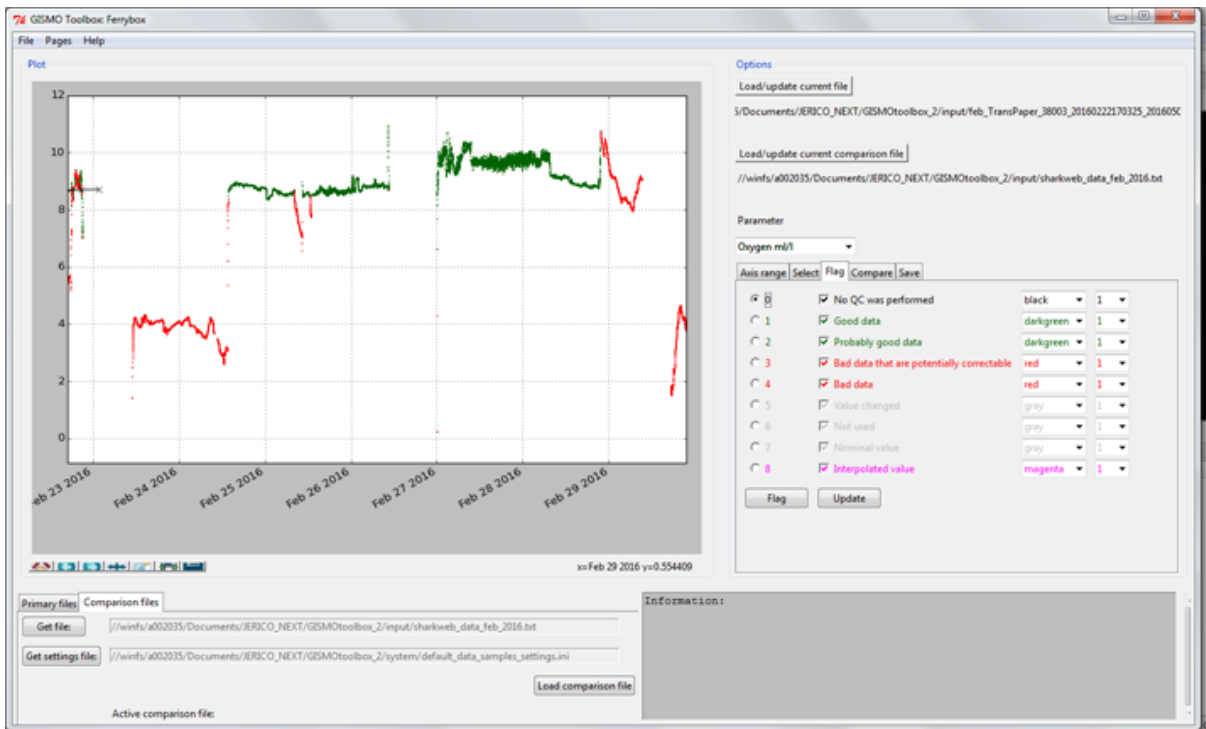 GISMO Toolbox: Ferrybox
File Pages Help
Plot
12
10
8
6
4
2
0
eb 23 2016
Feb 24 2016
Feb 25 2016
Feb 26 2016
Feb 27 2016
Feb 28 2016
Feb 29 2016
x=Feb 29 2016 y=0.554409
Options
Load/update current file
5/Documents/JERICO_NEXT/GISMOtoolbox_2/input/feb_TransPaper_38003_20160222170325_2016050
Load/update current comparison file
//winfs/a002035/Documents/JERICO_NEXT/GISMOtoolbox_2/input/sharkweb_data_feb_2016.txt
Parameter
Oxygen ml/l
Axis range Select Flag Compare Save
0 No QC was performed black 1
1 Good data darkgreen 1
2 Probably good data darkgreen 1
3 Bad data that are potentially correctable red 1
4 Bad data red 1
5 Value changed gray 1
6 Not used gray 1
7 Nominal value gray 1
8 Interpolated value magenta 1
Flag Update
Primary files Comparison files
Get file: //winfs/a002035/Documents/JERICO_NEXT/GISMOtoolbox_2/input/sharkweb_data_feb_2016.txt
Get settings file: //winfs/a002035/Documents/JERICO_NEXT/GISMOtoolbox_2/system/default_data_samples_settings.ini
Load comparison file
Active comparison file:
Information: